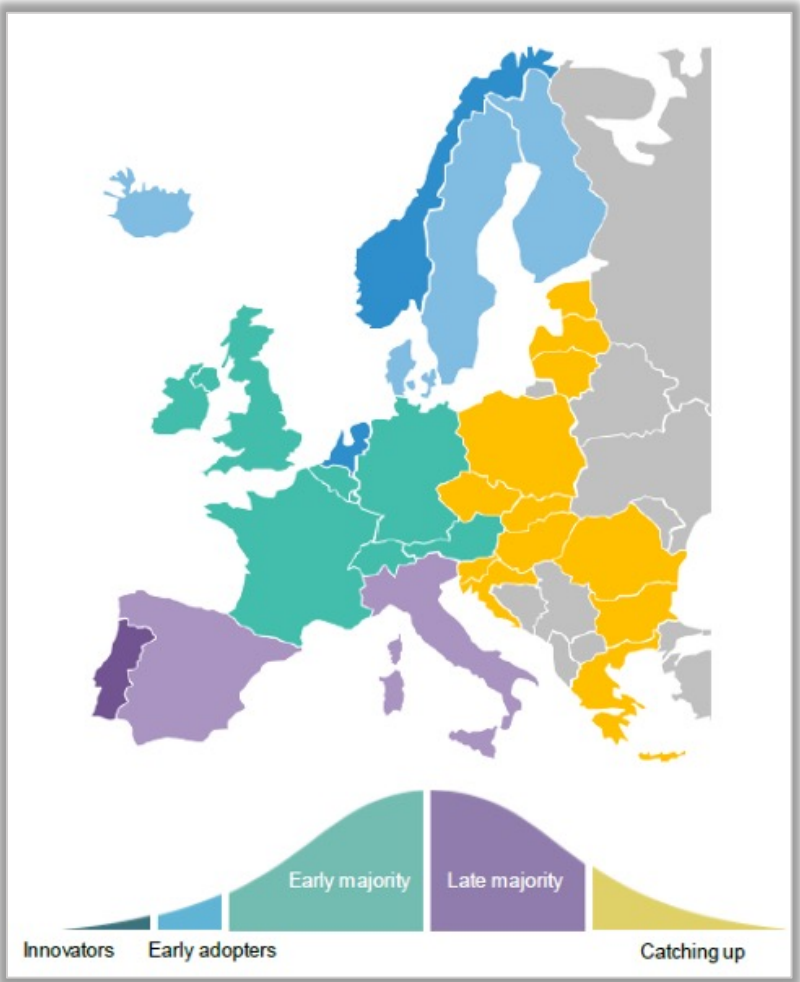 Early majority
Late majority
Innovators
Early adopters
Catching up